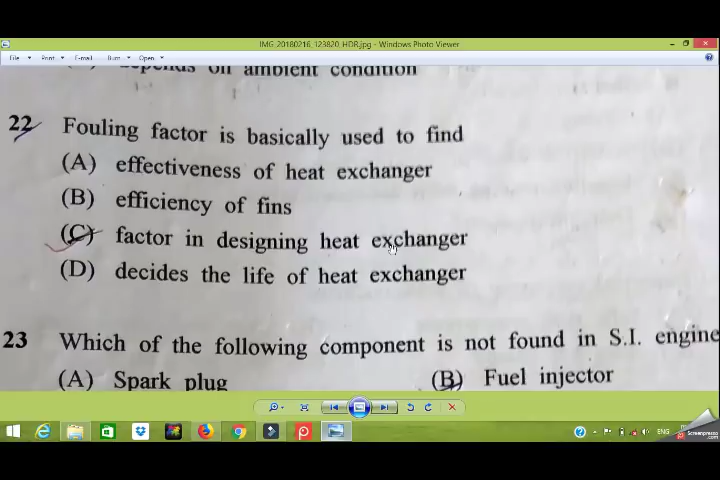 IMG_20180216_123820_HDR.jpg - Windows Photo Viewer
File Print E-mail Burn Open
depends on ambient condition
22 Fouling factor is basically used to find
(A) effectiveness of heat exchanger
(B) efficiency of fins
(C) factor in designing heat exchanger
(D) decides the life of heat exchanger
23 Which of the following component is not found in S.I. engine
(A) Spark plug (B) Fuel injector
ENG
Screenpresso
.com